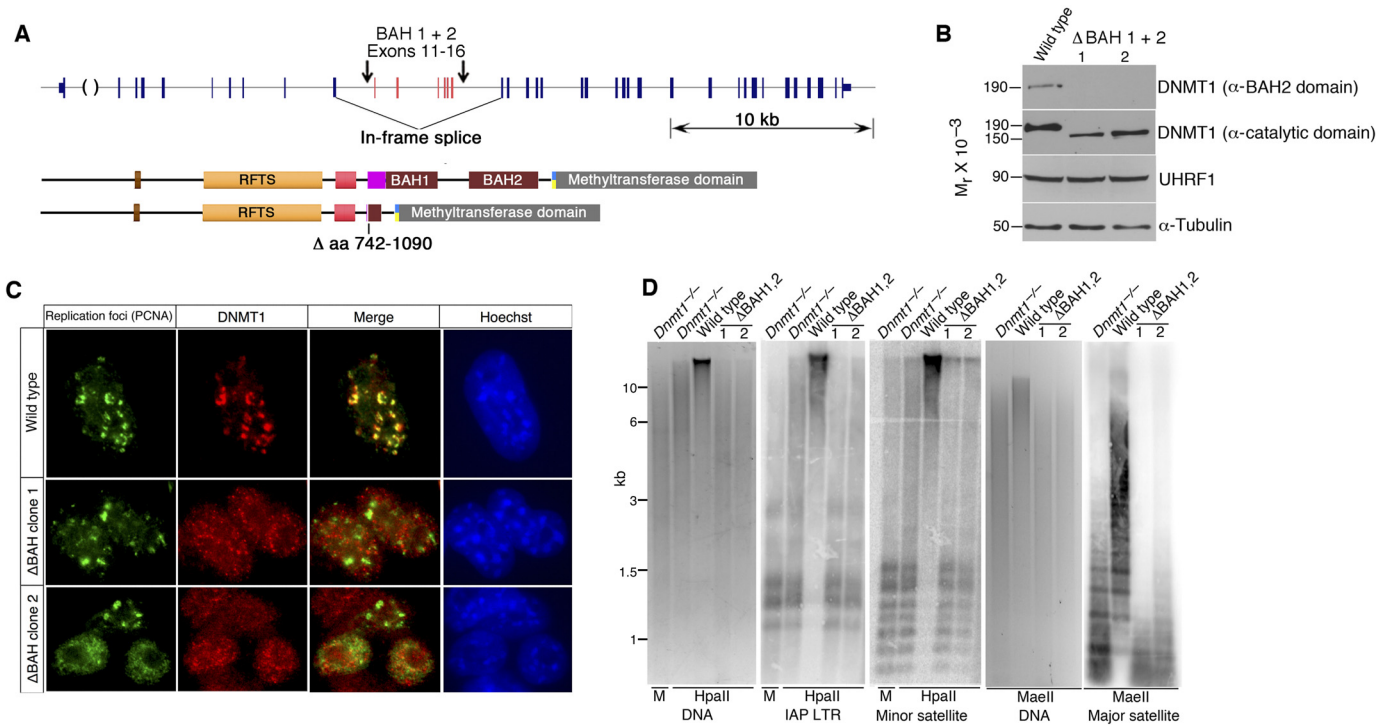 A
BAH 1 + 2
Exons 11-16
( )
In-frame splice
10 kb
RFTS
BAH1
BAH2
Methyltransferase domain
RFTS
Methyltransferase domain
Δ aa 742-1090
B
Wild type
Δ BAH 1 + 2
1 2
Mr X 10−3
190
DNMT1 (α-BAH2 domain)
190
150
DNMT1 (α-catalytic domain)
90
UHRF1
50
α-Tubulin
C
Replication foci (PCNA) DNMT1 Merge Hoechst
Wild type
ΔBAH clone 1
ΔBAH clone 2
D
Dnmt1−/− Dnmt1−/− Wild type ΔBAH1,2 1 2
Dnmt1−/− Dnmt1−/− Wild type ΔBAH1,2 1 2
Dnmt1−/− Dnmt1−/− Wild type ΔBAH1,2 1 2
Dnmt1−/− Wild type ΔBAH1,2 1 2
Dnmt1−/− Wild type ΔBAH1,2 1 2
kb
10
6
3
1.5
1
M HpaII M HpaII M HpaII MaeII MaeII
DNA IAP LTR Minor satellite DNA Major satellite